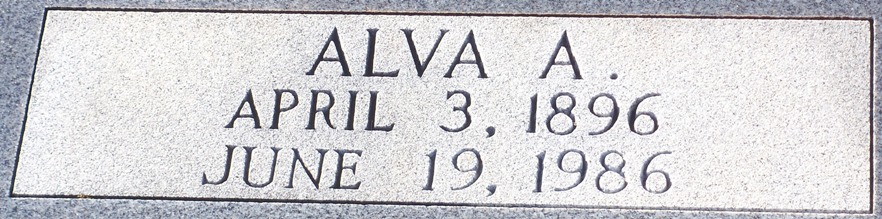 ALVA A.
APRIL 3, 1896
JUNE 19, 1986